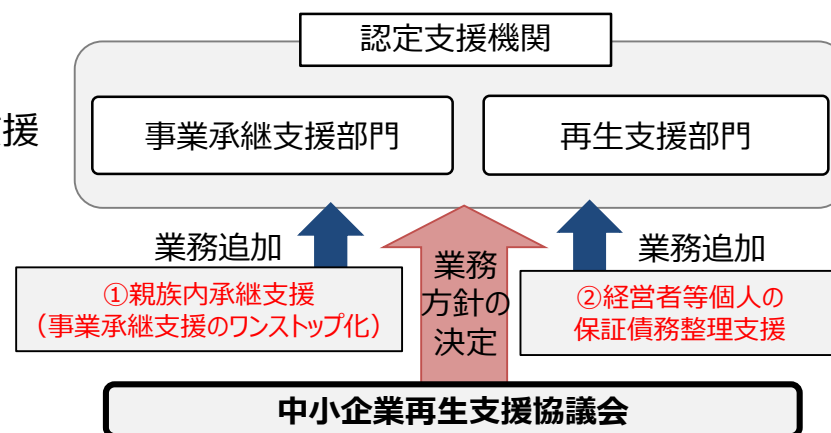 認定支援機関
援
事業承継支援部門
再生支援部門
業務追加
業務追加
①親族内承継支援
（事業承継支援のワンストップ化）
業務
方針の
決定
②経営者等個人の
保証債務整理支援
中小企業再生支援協議会